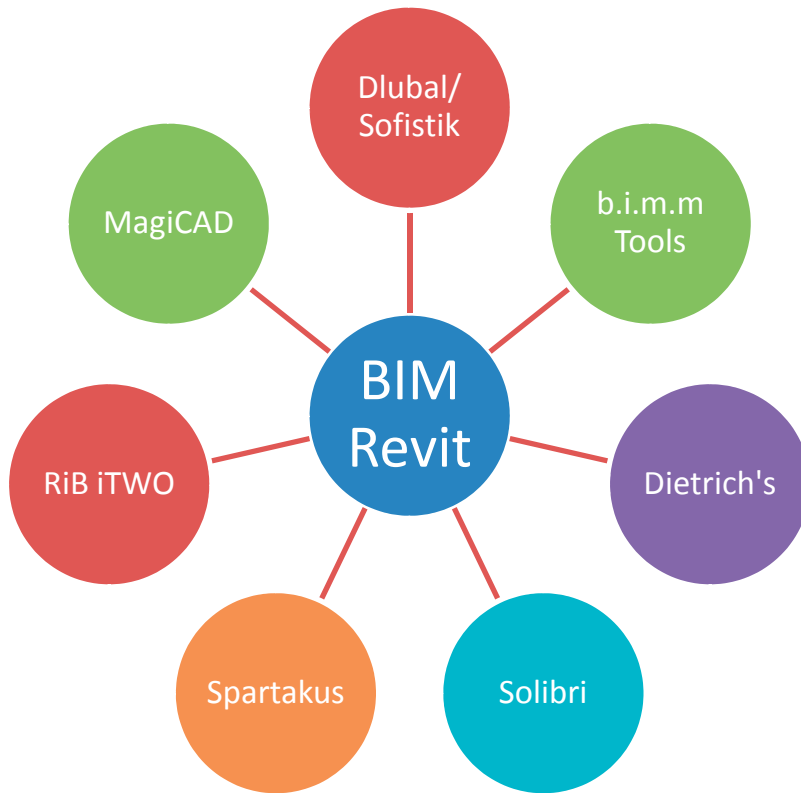 Dlubal/
Sofistik
MagiCAD
b.i.m.m
Tools
BIM
Revit
RiB iTWO
Dietrich's
Spartakus
Solibri